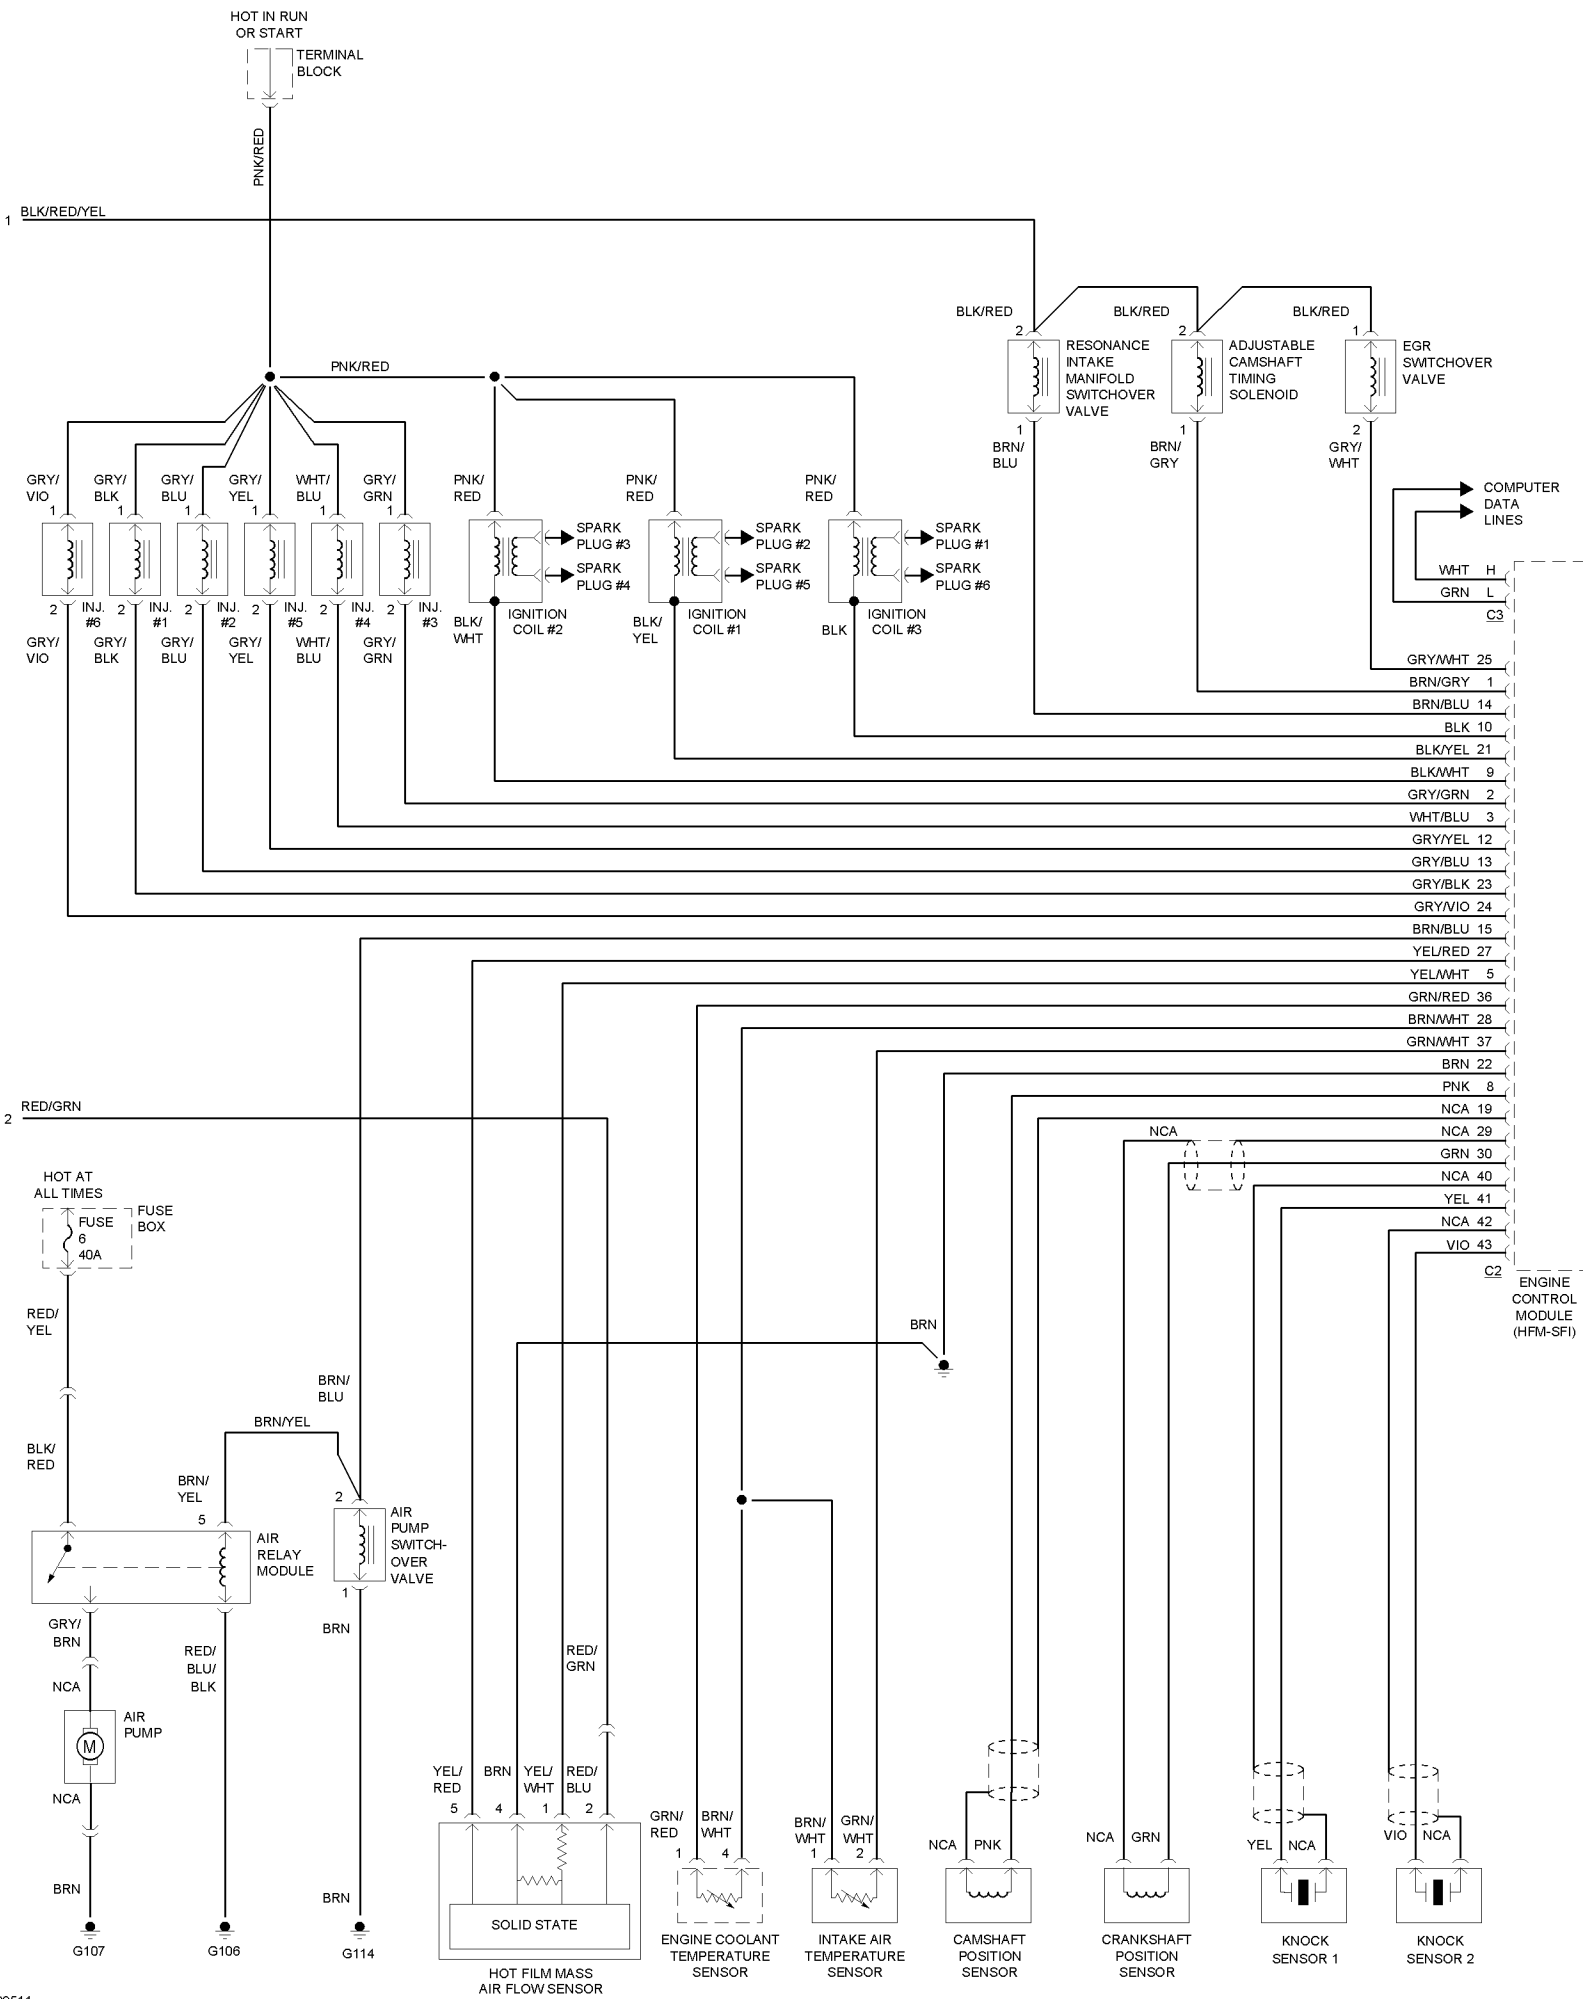 HOT IN RUN
OR START
TERMINAL
BLOCK
PNK/RED
1 BLK/RED/YEL
BLK/RED BLK/RED BLK/RED
2 2 1
RESONANCE
INTAKE
MANIFOLD
SWITCHOVER
VALVE
ADJUSTABLE
CAMSHAFT
TIMING
SOLENOID
EGR
SWITCHOVER
VALVE
1 1 2
BRN/
BLU
BRN/
GRY
GRY/
WHT
PNK/RED
GRY/
VIO
GRY/
BLK
GRY/
BLU
GRY/
YEL
WHT/
BLU
GRY/
GRN
PNK/
RED
PNK/
RED
PNK/
RED
1 1 1 1 1 1
SPARK
PLUG #3
SPARK
PLUG #4
SPARK
PLUG #2
SPARK
PLUG #5
SPARK
PLUG #1
SPARK
PLUG #6
2 INJ.
#6
2 INJ.
#1
2 INJ.
#2
2 INJ.
#5
2 INJ.
#4
2 INJ.
#3
GRY/
VIO
GRY/
BLK
GRY/
BLU
GRY/
YEL
WHT/
BLU
GRY/
GRN
BLK/
WHT
IGNITION
COIL #2
BLK/
YEL
IGNITION
COIL #1
BLK
IGNITION
COIL #3
COMPUTER
DATA
LINES
WHT H
GRN L
C3
GRY/WHT 25
BRN/GRY 1
BRN/BLU 14
BLK 10
BLK/YEL 21
BLK/WHT 9
GRY/GRN 2
WHT/BLU 3
GRY/YEL 12
GRY/BLU 13
GRY/BLK 23
GRY/VIO 24
BRN/BLU 15
YEL/RED 27
YEL/WHT 5
GRN/RED 36
BRN/WHT 28
GRN/WHT 37
BRN 22
PNK 8
NCA 19
NCA NCA 29
GRN 30
NCA 40
YEL 41
NCA 42
VIO 43
C2
ENGINE
CONTROL
MODULE
(HFM-SFI)
2 RED/GRN
HOT AT
ALL TIMES
FUSE
6
40A
FUSE
BOX
RED/
YEL
BLK/
RED
BRN/YEL
BRN/
BLU
BRN
BRN/
YEL
5
2
AIR
RELAY
MODULE
AIR
PUMP
SWITCH-
OVER
VALVE
1
GRY/
BRN
NCA
AIR
PUMP
M
NCA
BRN
G107
RED/
BLU/
BLK
G106
BRN
BRN
G114
RED/
GRN
YEL/
RED
BRN
YEL/
WHT
RED/
BLU
5 4 1 2
SOLID STATE
HOT FILM MASS
AIR FLOW SENSOR
GRN/
RED
BRN/
WHT
1 4
ENGINE COOLANT
TEMPERATURE
SENSOR
BRN/
WHT
GRN/
WHT
1 2
INTAKE AIR
TEMPERATURE
SENSOR
NCA PNK
CAMSHAFT
POSITION
SENSOR
NCA GRN
CRANKSHAFT
POSITION
SENSOR
YEL NCA
KNOCK
SENSOR 1
VIO NCA
KNOCK
SENSOR 2